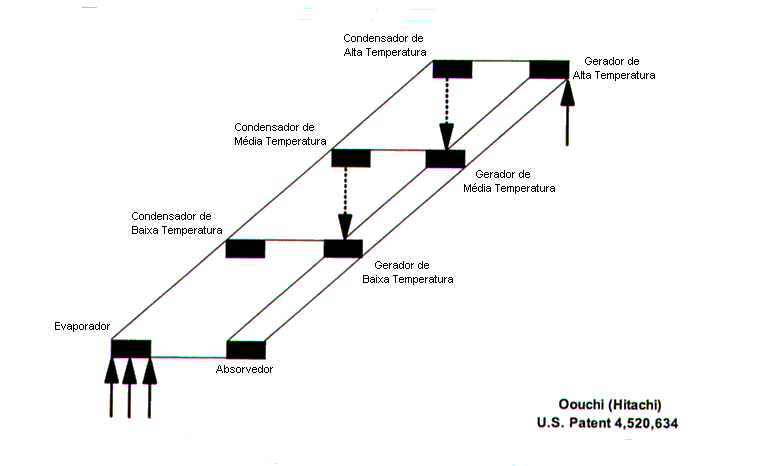 Condensador de
Alta Temperatura
Gerador de
Alta Temperatura
Condensador de
Média Temperatura
Gerador de
Média Temperatura
Condensador de
Baixa Temperatura
Gerador de
Baixa Temperatura
Evaporador
Absorvedor
Oouchi (Hitachi)
U.S. Patent 4,520,634